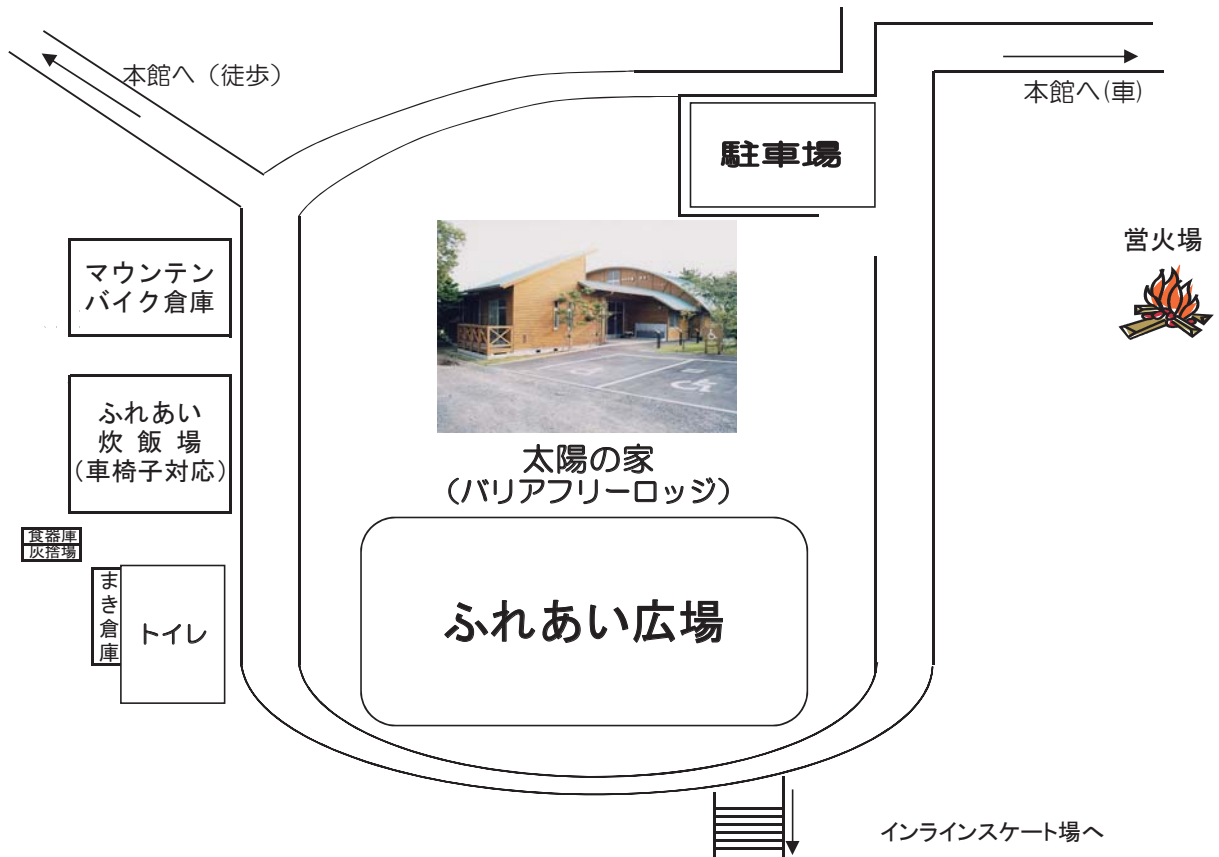 本館へ（徒歩）
本館へ(車)
駐車場
営火場
マウンテン
バイク倉庫
ふれあい
炊 飯 場
（車椅子対応）
太陽の家
（バリアフリーロッジ）
食器庫
灰捨場
まき倉庫
トイレ
ふれあい広場
インラインスケート場へ